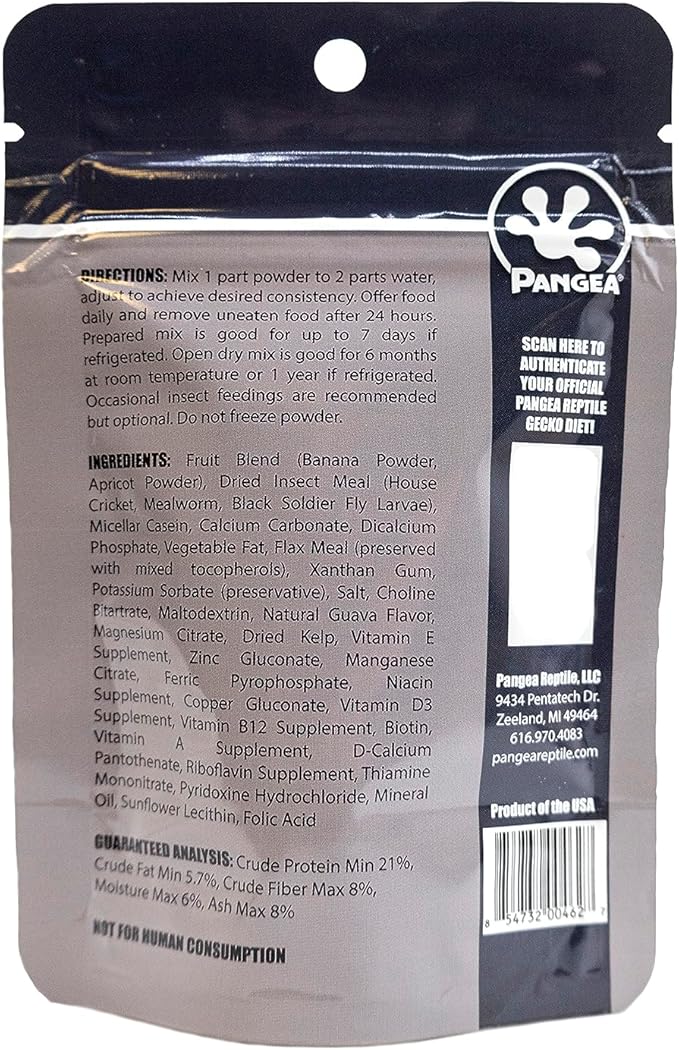 DIRECTIONS: Mix 1 part powder to 2 parts water,
adjust to achieve desired consistency. Offer food
daily and remove uneaten food after 24 hours.
Prepared mix is good for up to 7 days if
refrigerated. Open dry mix is good for 6 months
at room temperature or 1 year if refrigerated.
Occasional insect feedings are recommended
but optional. Do not freeze powder.
INGREDIENTS: Fruit Blend (Banana Powder,
Apricot Powder), Dried Insect Meal (House
Cricket, Mealworm, Black Soldier Fly Larvae),
Micellar Casein, Calcium Carbonate, Dicalcium
Phosphate, Vegetable Fat, Flax Meal (preserved
with mixed tocopherols), Xanthan Gum,
Potassium Sorbate (preservative), Salt, Choline
Bitartrate, Maltodextrin, Natural Guava Flavor,
Magnesium Citrate, Dried Kelp, Vitamin E
Supplement, Zinc Gluconate, Manganese
Citrate, Ferric Pyrophosphate, Niacin
Supplement, Copper Gluconate, Vitamin D3
Supplement, Vitamin B12 Supplement, Biotin,
Vitamin A Supplement, D-Calcium
Pantothenate, Riboflavin Supplement, Thiamine
Mononitrate, Pyridoxine Hydrochloride, Mineral
Oil, Sunflower Lecithin, Folic Acid
GUARANTEED ANALYSIS: Crude Protein Min 21%,
Crude Fat Min 5.7%, Crude Fiber Max 8%,
Moisture Max 6%, Ash Max 8%
NOT FOR HUMAN CONSUMPTION
PANGEA®
SCAN HERE TO
AUTHENTICATE
YOUR OFFICIAL
PANGEA REPTILE
GECKO DIET!
Pangea Reptile, LLC
9434 Pentatech Dr.
Zeeland, MI 49464
616.970.4083
pangeareptile.com
Product of the USA
8 54732 00462 7